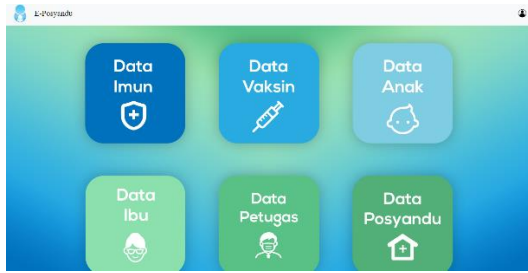 E-Posyandu
Data
Imun
Data
Vaksin
Data
Anak
Data
Ibu
Data
Petugas
Data
Posyandu